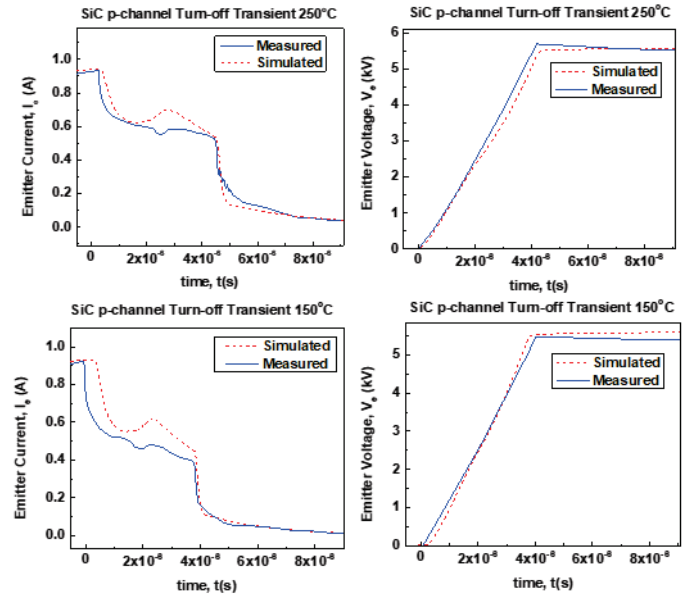 SiC p-channel Turn-off Transient 250°C
1.0
0.8
0.6
0.4
0.2
0.0
Emitter Current, Iₑ (A)
Measured
Simulated
0
2x10⁻⁸
4x10⁻⁸
6x10⁻⁸
8x10⁻⁸
time, t(s)
SiC p-channel Turn-off Transient 250°C
6
5
4
3
2
1
0
Emitter Voltage, Vₑ (kV)
Simulated
Measured
0
2x10⁻⁸
4x10⁻⁸
6x10⁻⁸
8x10⁻⁸
time, t(s)
SiC p-channel Turn-off Transient 150°C
1.0
0.8
0.6
0.4
0.2
0.0
Emitter Current, Iₑ (A)
Simulated
Measured
0
2x10⁻⁸
4x10⁻⁸
6x10⁻⁸
8x10⁻⁸
time, t(s)
SiC p-channel Turn-off Transient 150°C
5
4
3
2
1
0
Emitter Voltage, Vₑ (kV)
Simulated
Measured
0
2x10⁻⁸
4x10⁻⁸
6x10⁻⁸
8x10⁻⁸
time, t(s)